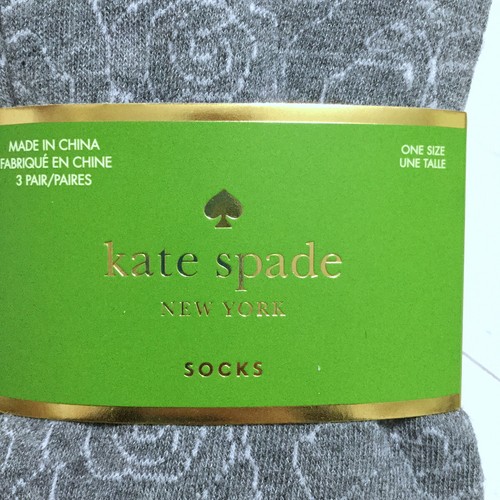 MADE IN CHINA
FABRIQUÉ EN CHINE
3 PAIR/PAIRES
ONE SIZE
UNE TALLE
kate spade
NEW YORK
SOCKS